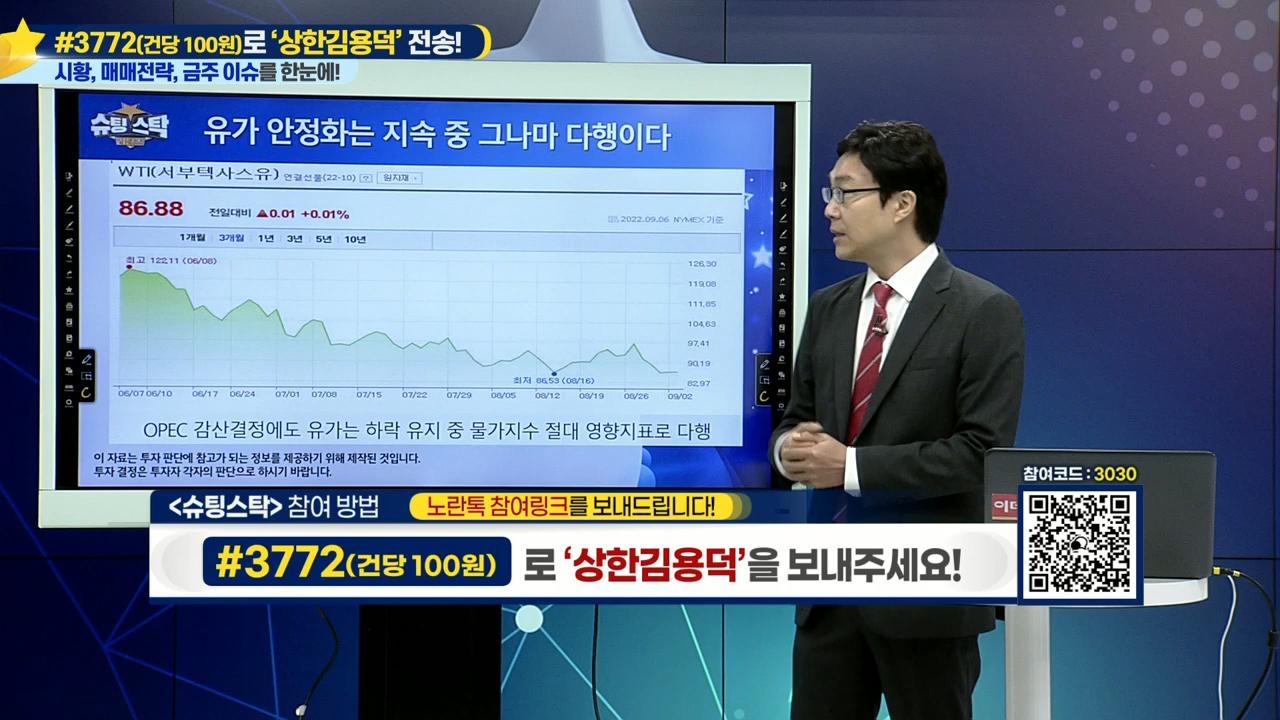 #3772(건당 100원)로 ‘상한김용덕’ 전송!
시황, 매매전략, 금주 이슈를 한눈에!
슈팅스탁
유가 안정화는 지속 중 그나마 다행이다
WTI(서부텍사스유) 연결선물(22-10) 원자재
86.88 전일대비 ▲0.01 +0.01%
2022.09.06 NYMEX 기준
1개월 3개월 1년 3년 5년 10년
최고 122.11 (06/08)
126.30
119.08
111.85
104.63
97.41
90.19
82.97
최저 86.53 (08/16)
06/07 06/10 06/17 06/24 07/01 07/08 07/15 07/22 07/29 08/05 08/12 08/19 08/26 09/02
OPEC 감산결정에도 유가는 하락 유지 중 물가지수 절대 영향지표로 다행
이 자료는 투자 판단에 참고가 되는 정보를 제공하기 위해 제작된 것입니다.
투자 결정은 투자자 각자의 판단으로 하시기 바랍니다.
<슈팅스탁> 참여 방법 노란톡 참여링크를 보내드립니다!
참여코드 : 3030
#3772(건당 100원) 로 ‘상한김용덕’을 보내주세요!